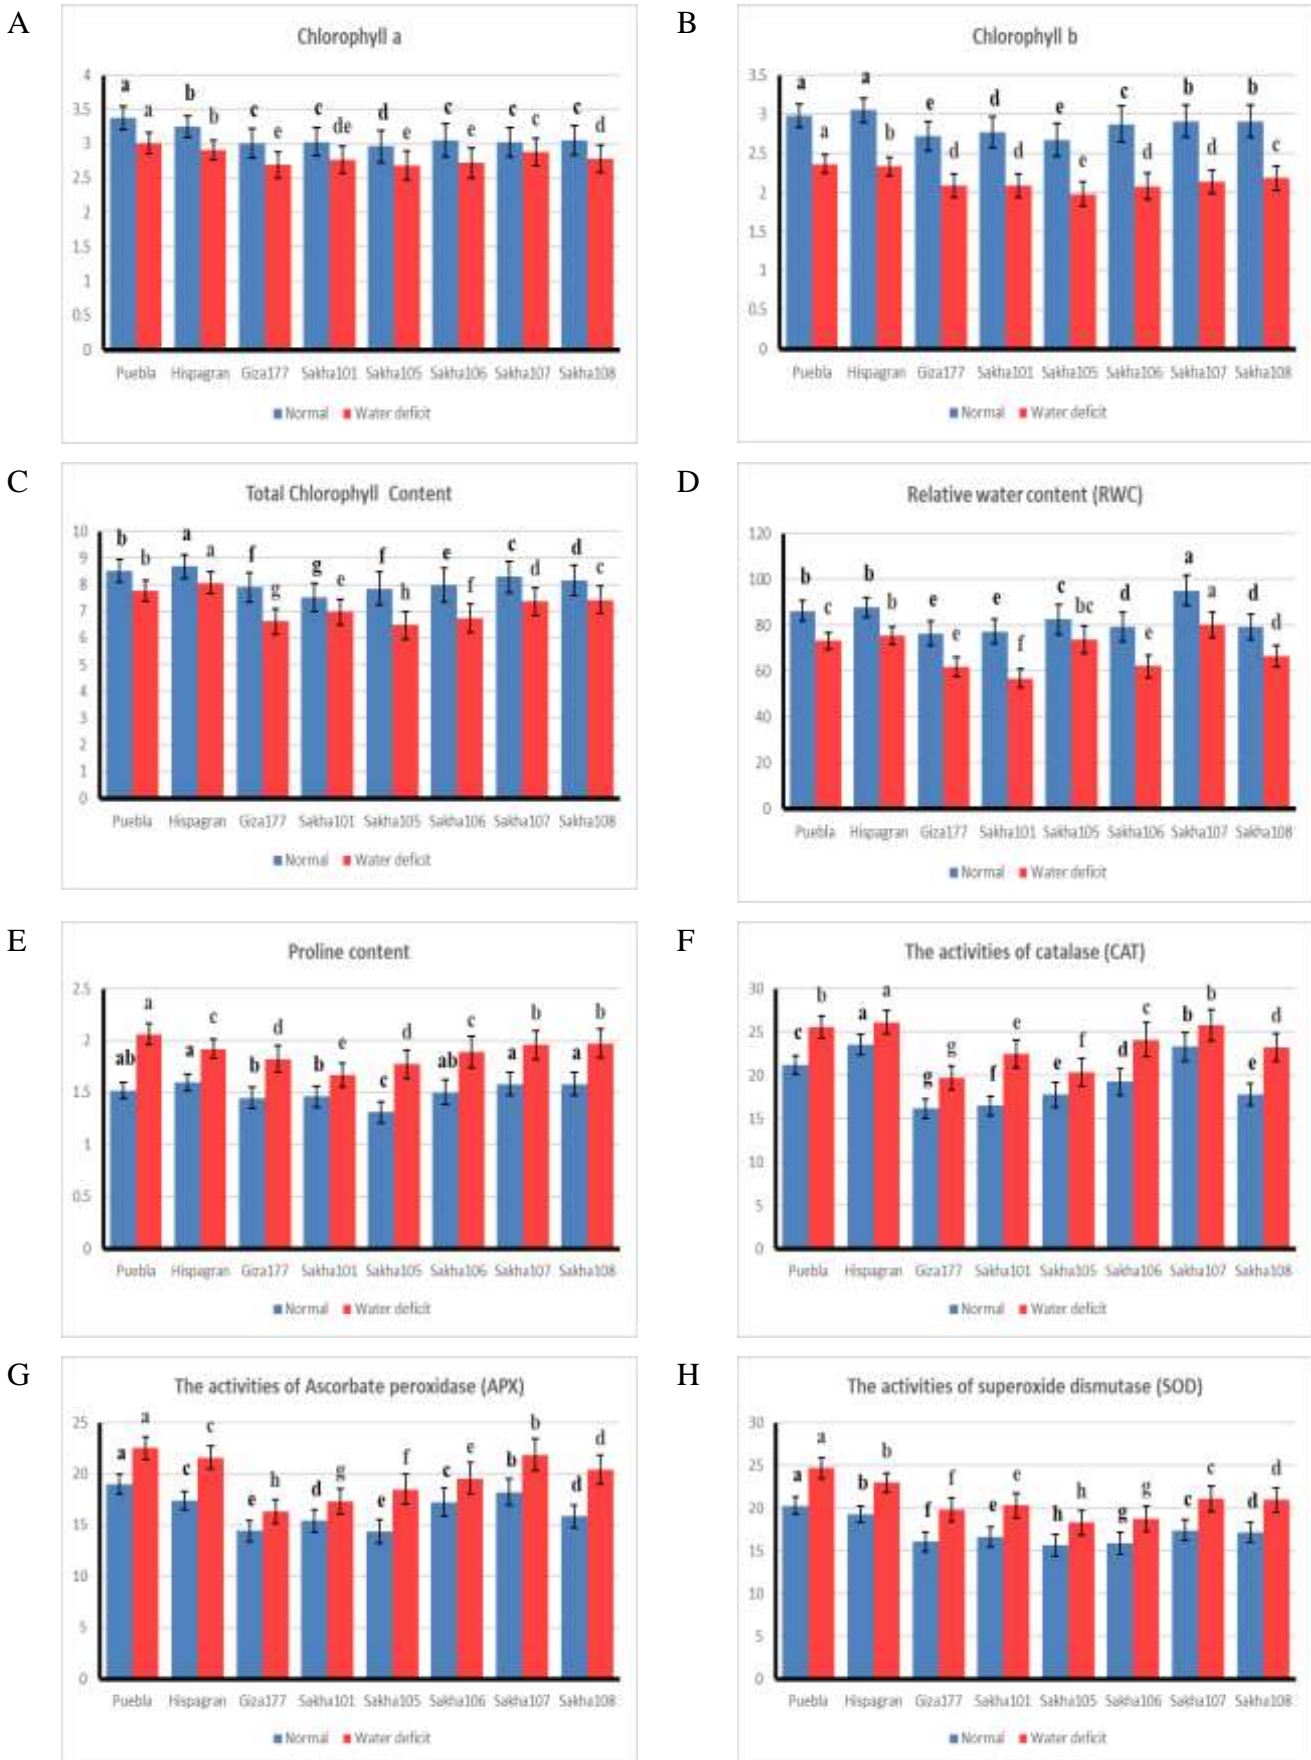 A
Chlorophyll a
4
3.5
3
2.5
2
1.5
1
0.5
0
a a b b c e c de d e c e c c c d
Puebla Hispagran Giza177 Sakha101 Sakha105 Sakha106 Sakha107 Sakha108
Normal Water deficit
B
Chlorophyll b
3.5
3
2.5
2
1.5
1
0.5
0
a a a b e d d d e e c d b d b c
Puebla Hispagran Giza177 Sakha101 Sakha105 Sakha106 Sakha107 Sakha108
Normal Water deficit
C
Total Chlorophyll Content
10
9
8
7
6
5
4
3
2
1
0
b b a a f g g e f h e f c d d c
Puebla Hispagran Giza177 Sakha101 Sakha105 Sakha106 Sakha107 Sakha108
Normal Water deficit
D
Relative water content (RWC)
120
100
80
60
40
20
0
b c b b e e e f c bc d e a a d d
Puebla Hispagran Giza177 Sakha101 Sakha105 Sakha106 Sakha107 Sakha108
Normal Water deficit
E
Proline content
2.5
2
1.5
1
0.5
0
ab a a c b d b e c d ab c a b a b
Puebla Hispagran Giza177 Sakha101 Sakha105 Sakha106 Sakha107 Sakha108
Normal Water deficit
F
The activities of catalase (CAT)
30
25
20
15
10
5
0
c b a a g g f e e f d c b b e d
Puebla Hispagran Giza177 Sakha101 Sakha105 Sakha106 Sakha107 Sakha108
Normal Water deficit
G
The activities of Ascorbate peroxidase (APX)
25
20
15
10
5
0
a a c c e h d g e f c e b b d d
Puebla Hispagran Giza177 Sakha101 Sakha105 Sakha106 Sakha107 Sakha108
Normal Water deficit
H
The activities of superoxide dismutase (SOD)
30
25
20
15
10
5
0
a a b b f f e e h h g g c c d d
Puebla Hispagran Giza177 Sakha101 Sakha105 Sakha106 Sakha107 Sakha108
Normal Water deficit